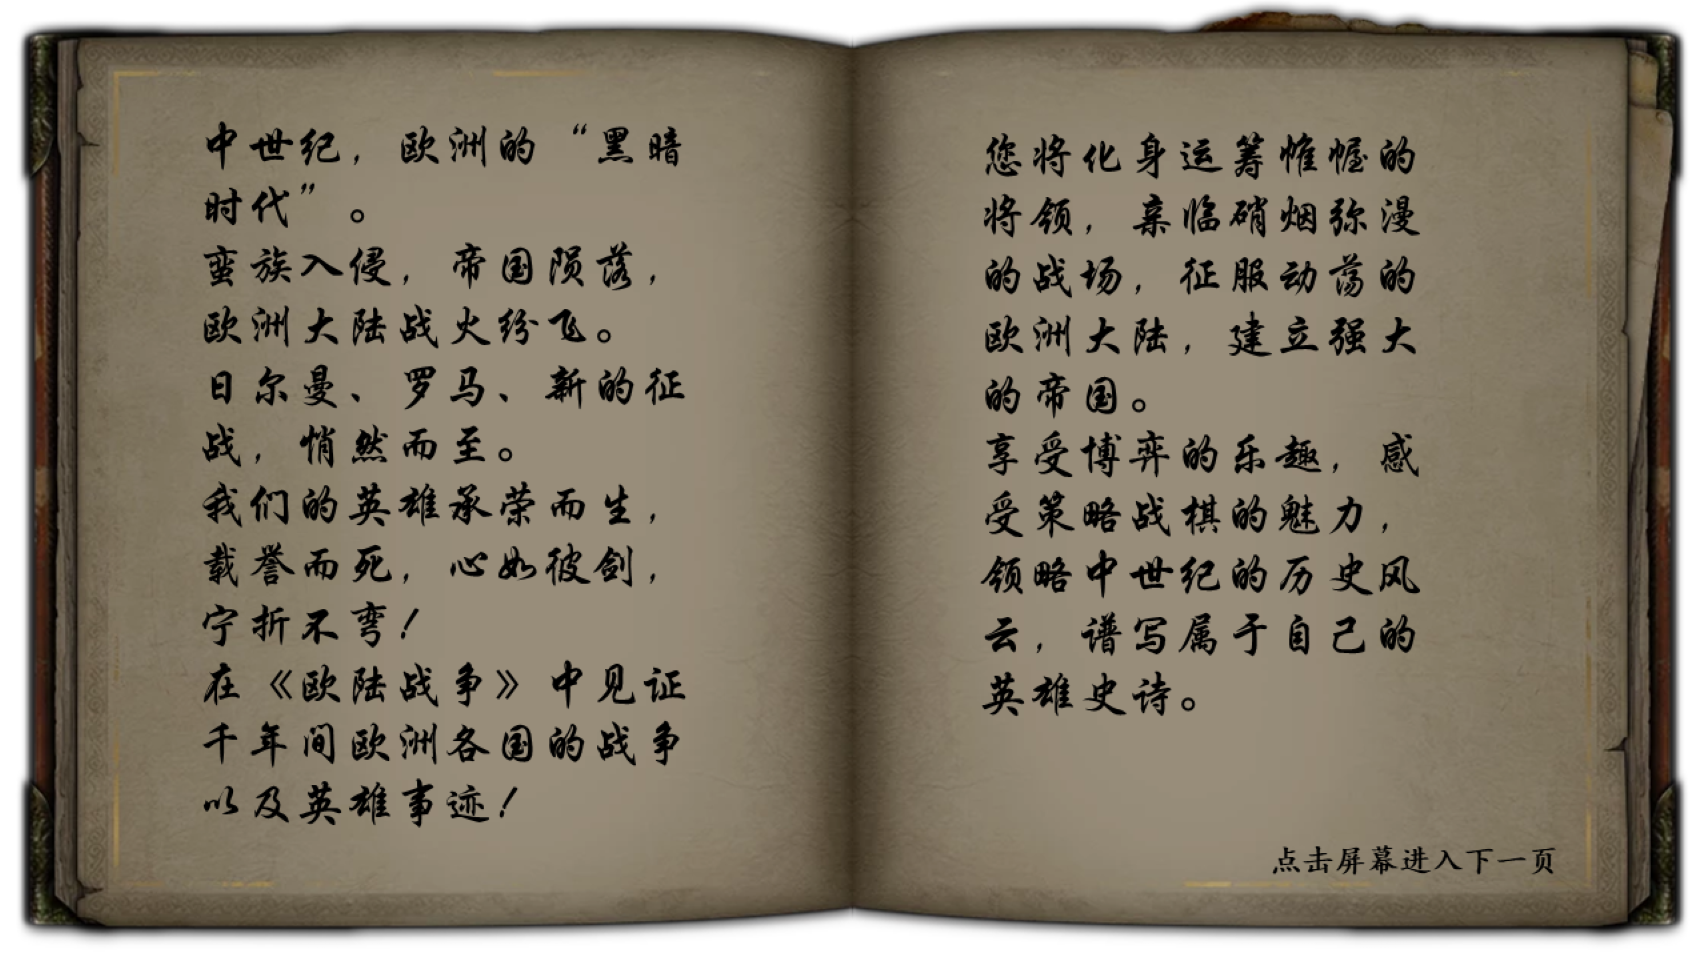 中世纪，欧洲的“黑暗
时代”。
蛮族入侵，帝国陨落，
欧洲大陆战火纷飞。
日尔曼、罗马、新的征
战，悄然而至。
我们的英雄承荣而生，
载誉而死，心如彼剑，
宁折不弯！
在《欧陆战争》中见证
千年间欧洲各国的战争
以及英雄事迹！
您将化身运筹帷幄的
将领，亲临硝烟弥漫
的战场，征服动荡的
欧洲大陆，建立强大
的帝国。
享受博弈的乐趣，感
受策略战棋的魅力，
领略中世纪的历史风
云，谱写属于自己的
英雄史诗。
点击屏幕进入下一页